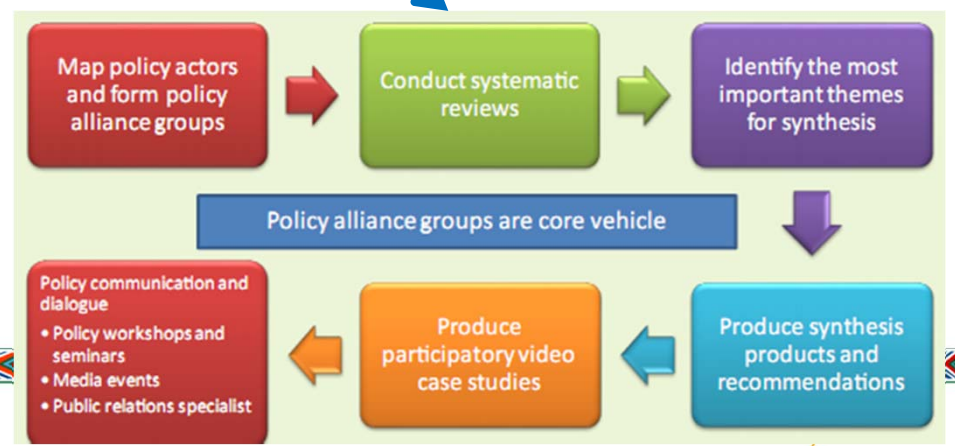 Map policy actors
and form policy
alliance groups
Conduct systematic
reviews
Identify the most
important themes
for synthesis
Policy alliance groups are core vehicle
Policy communication and
dialogue
• Policy workshops and
seminars
• Media events
• Public relations specialist
Produce
participatory video
case studies
Produce synthesis
products and
recommendations